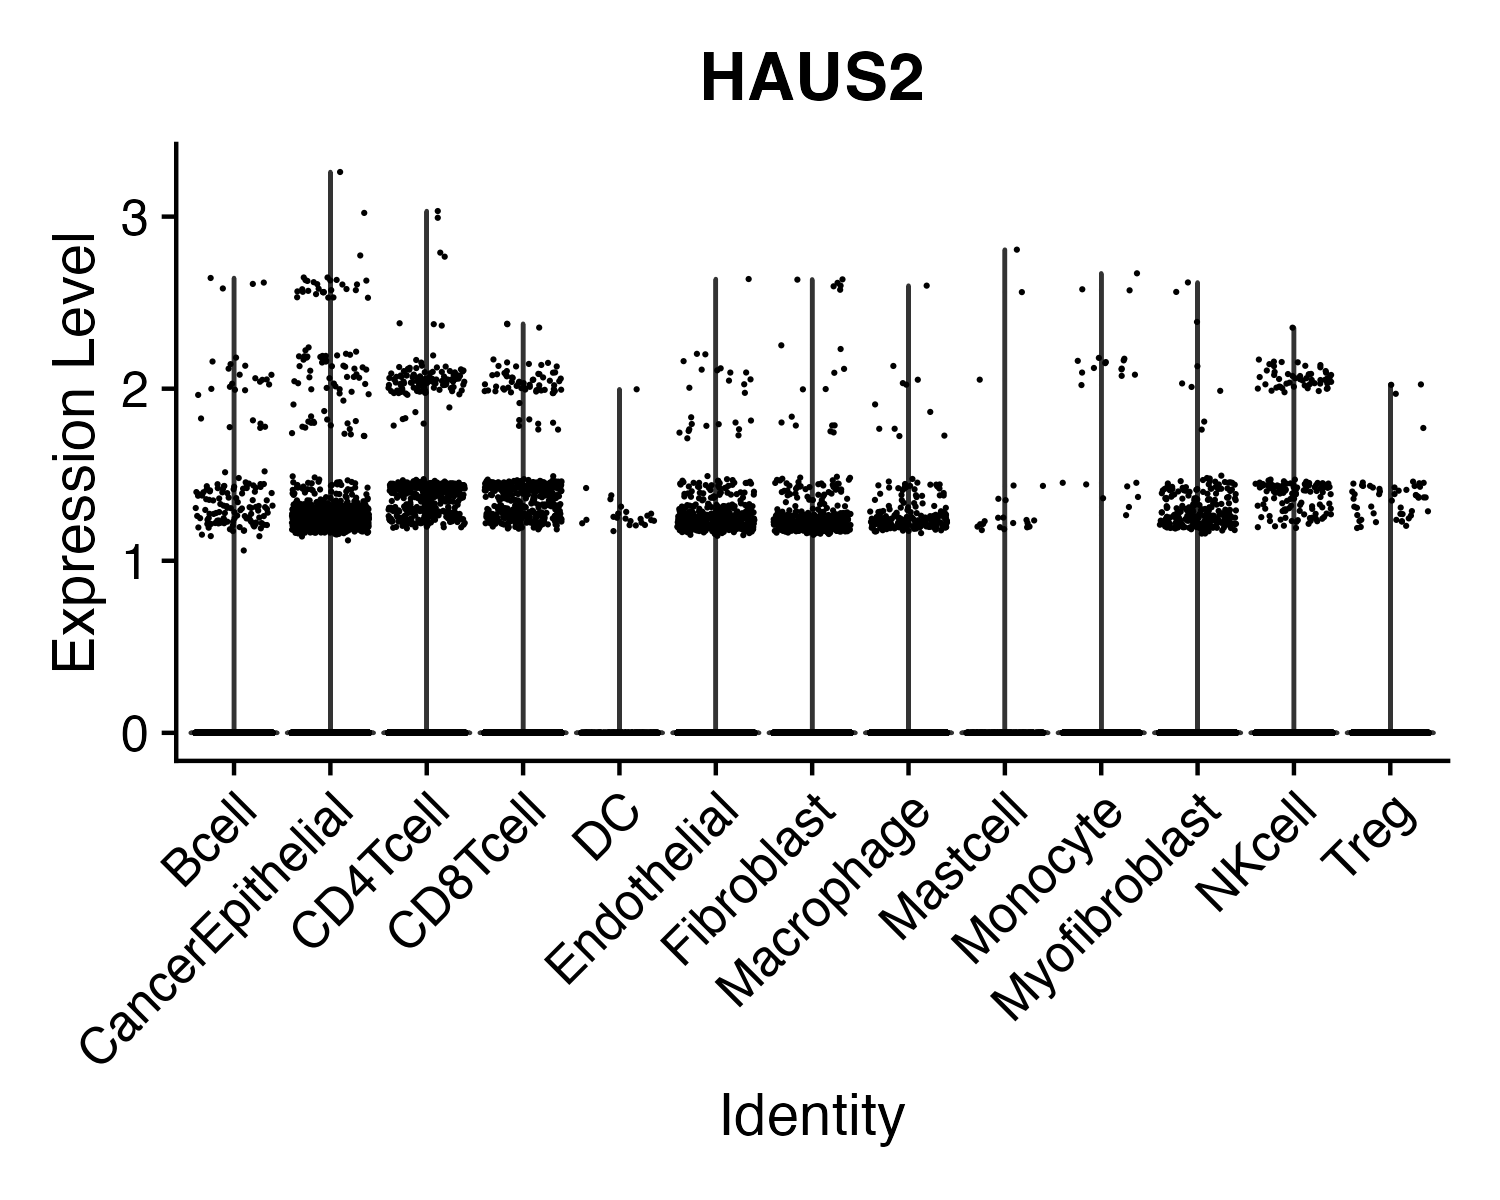 HAUS2
Expression Level
3
2
1
0
Bcell
CancerEpithelial
CD4Tcell
CD8Tcell
DC
Endothelial
Fibroblast
Macrophage
Mastcell
Monocyte
Myofibroblast
NKcell
Treg
Identity